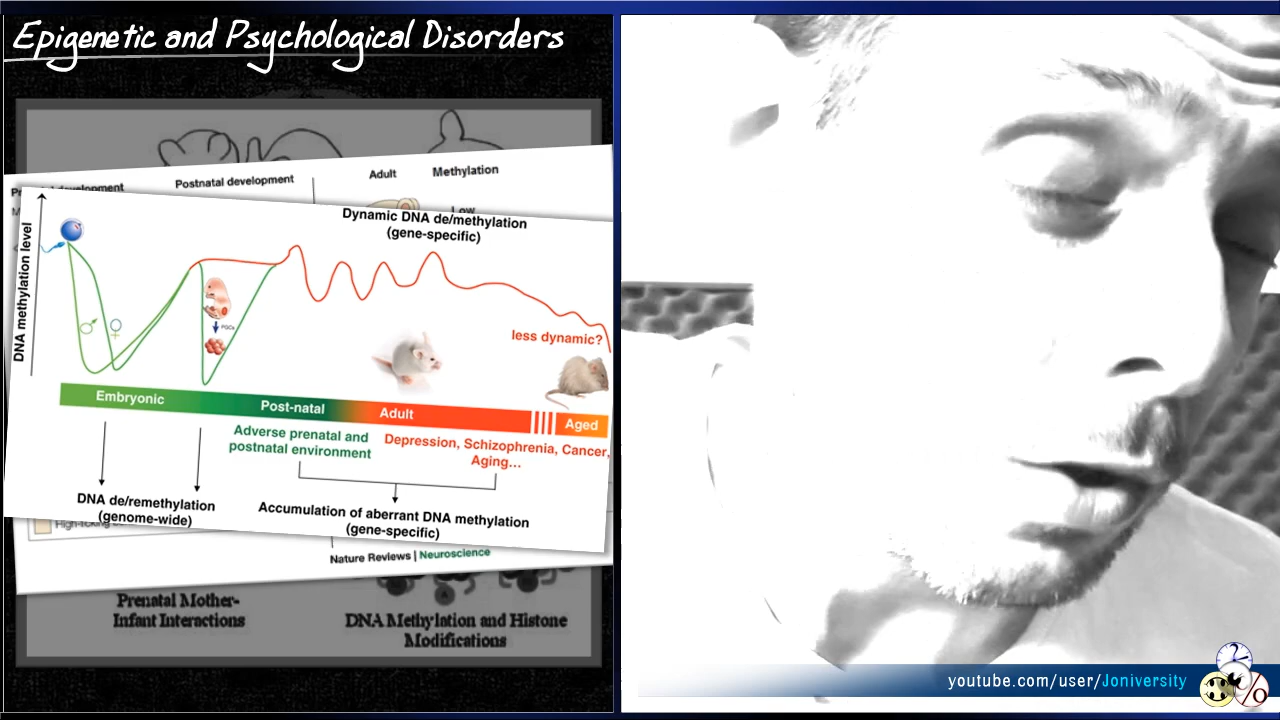 Epigenetic and Psychological Disorders
Postnatal development
Adult
Methylation
Low
Dynamic DNA de/methylation
(gene-specific)
DNA methylation level
PGCs
less dynamic?
Embryonic
Post-natal
Adult
Aged
Adverse prenatal and
postnatal environment
Depression, Schizophrenia, Cancer,
Aging...
DNA de/remethylation
(genome-wide)
Accumulation of aberrant DNA methylation
(gene-specific)
Nature Reviews | Neuroscience
Prenatal Mother-
Infant Interactions
DNA Methylation and Histone
Modifications
youtube.com/user/Joniversity